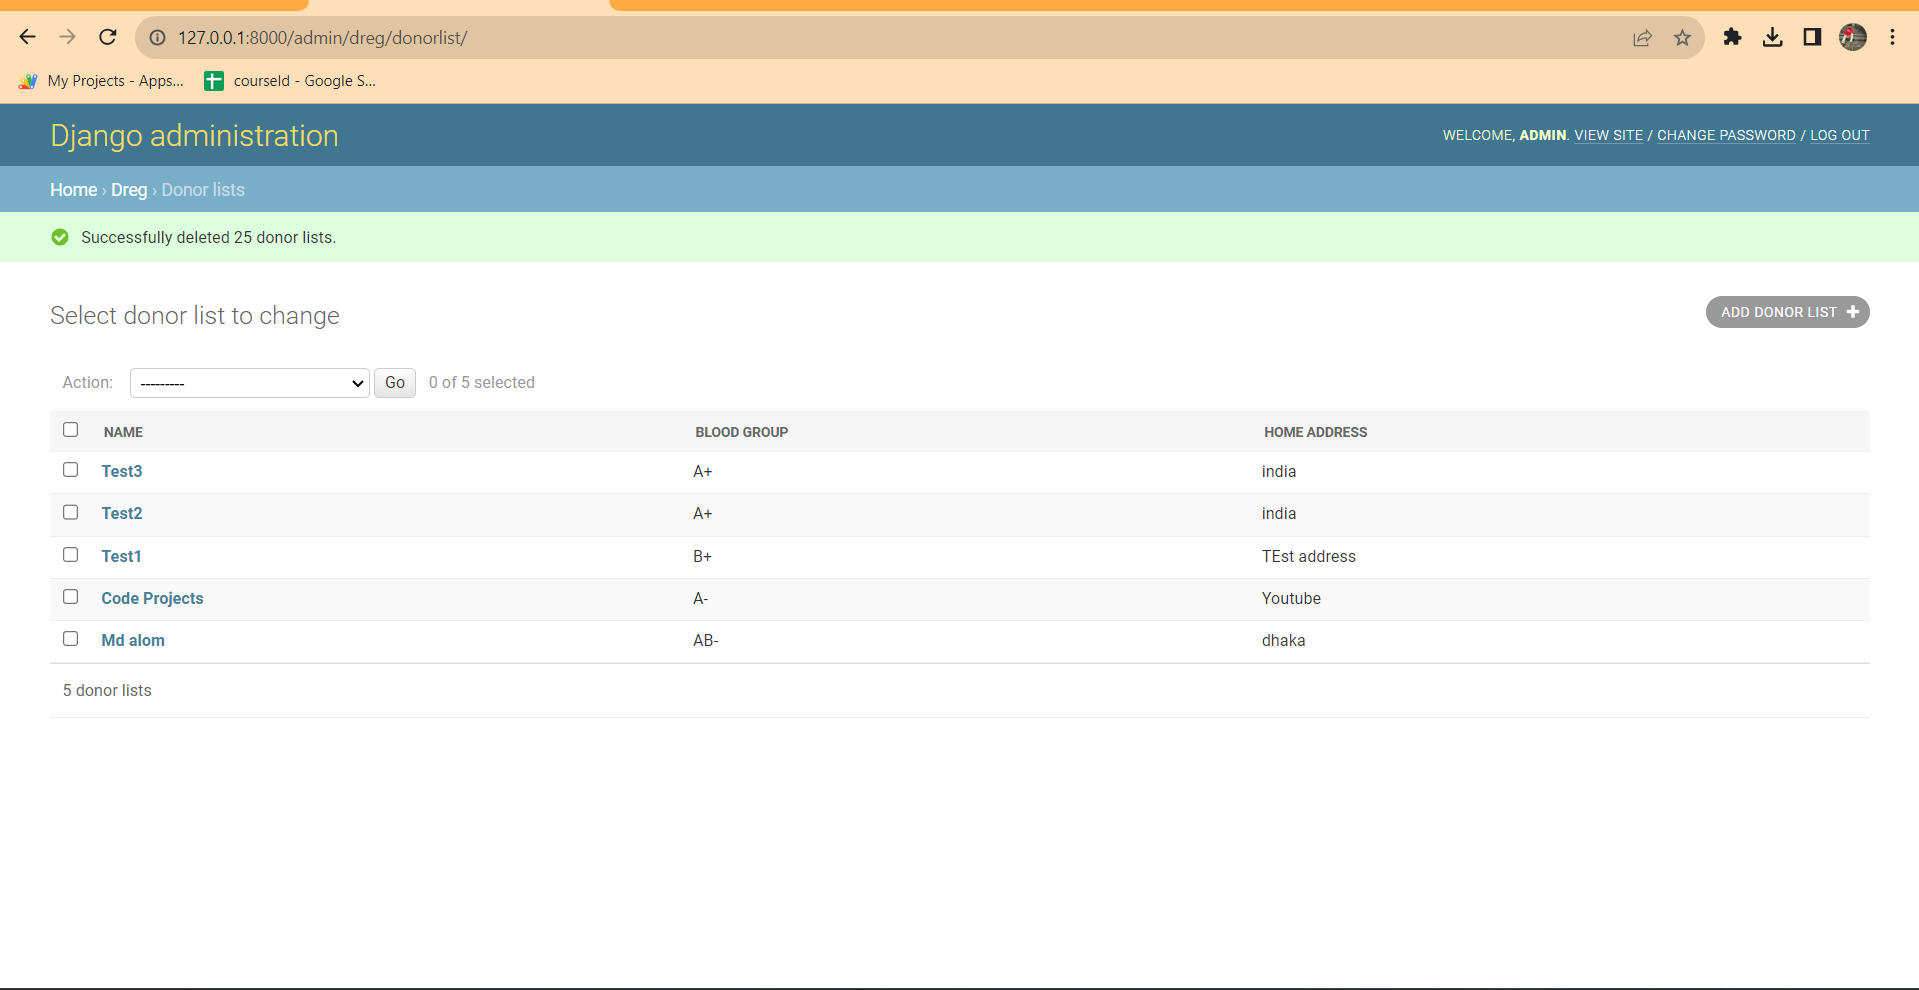 127.0.0.1:8000/admin/dreg/donorlist/
My Projects - Apps... courseId - Google S...
Django administration WELCOME, ADMIN. VIEW SITE / CHANGE PASSWORD / LOG OUT
Home › Dreg › Donor lists
Successfully deleted 25 donor lists.
Select donor list to change ADD DONOR LIST +
Action: --------- Go 0 of 5 selected
NAME BLOOD GROUP HOME ADDRESS
Test3 A+ india
Test2 A+ india
Test1 B+ TEst address
Code Projects A- Youtube
Md alom AB- dhaka
5 donor lists